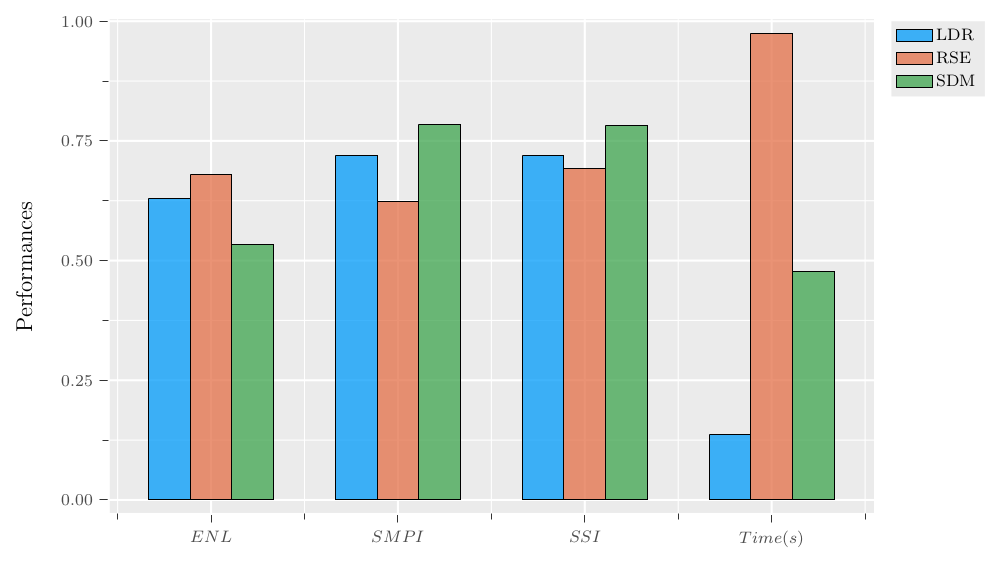 1.00
0.75
0.50
0.25
0.00
Performances
ENL
SMPI
SSI
Time(s)
LDR
RSE
SDM